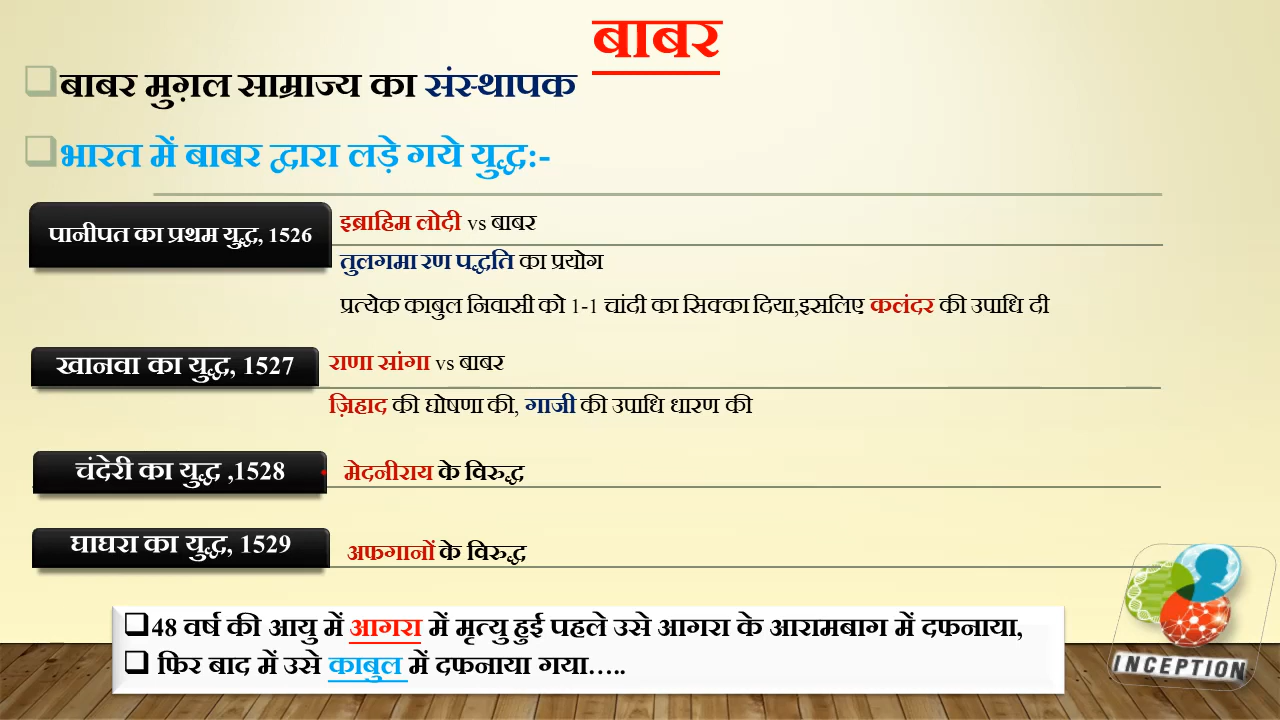 बाबर
बाबर मुग़ल साम्राज्य का संस्थापक
भारत में बाबर द्वारा लड़े गये युद्ध:-
पानीपत का प्रथम युद्ध, 1526
इब्राहिम लोदी vs बाबर
तुलगमा रण पद्धति का प्रयोग
प्रत्येक काबुल निवासी को 1-1 चांदी का सिक्का दिया,इसलिए कलंदर की उपाधि दी
खानवा का युद्ध, 1527
राणा सांगा vs बाबर
ज़िहाद की घोषणा की, गाजी की उपाधि धारण की
चंदेरी का युद्ध ,1528
मेदनीराय के विरुद्ध
घाघरा का युद्ध, 1529
अफगानों के विरुद्ध
48 वर्ष की आयु में आगरा में मृत्यु हुई पहले उसे आगरा के आरामबाग में दफनाया,
फिर बाद में उसे काबुल में दफनाया गया…..
INCEPTION